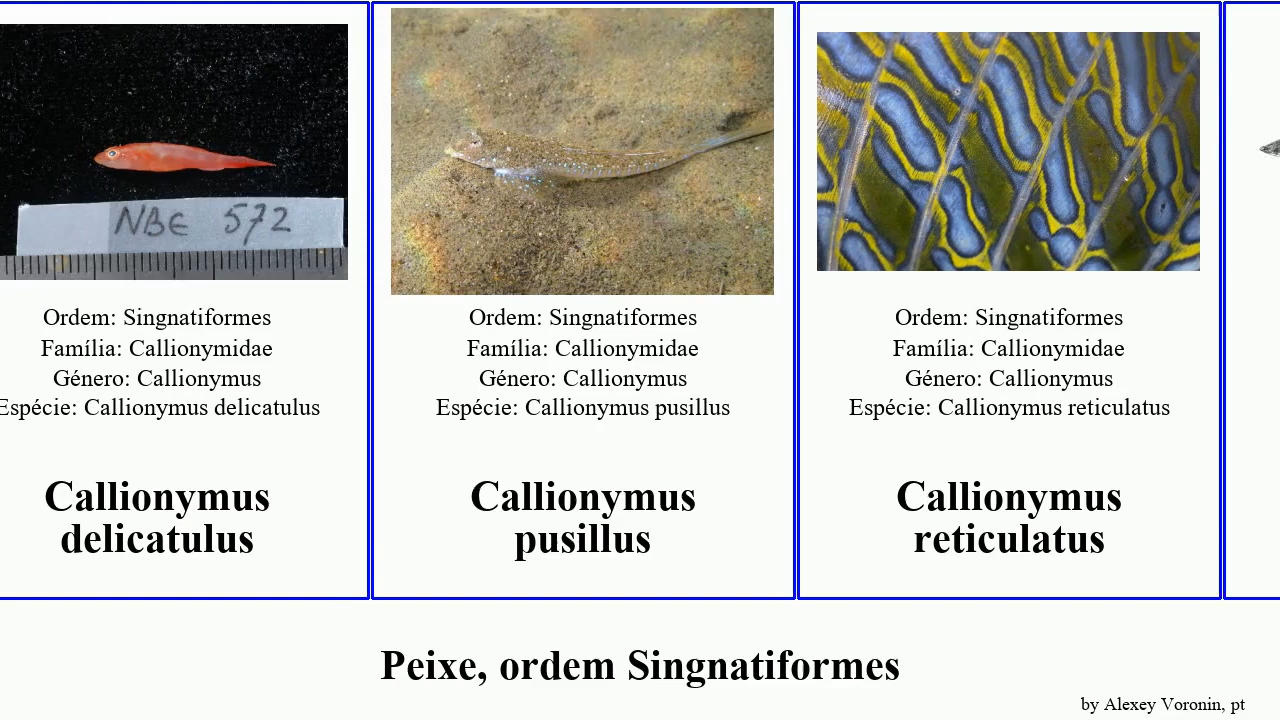 NBE 572
Ordem: Singnatiformes
Família: Callionymidae
Género: Callionymus
Espécie: Callionymus delicatulus
Callionymus
delicatulus
Ordem: Singnatiformes
Família: Callionymidae
Género: Callionymus
Espécie: Callionymus pusillus
Callionymus
pusillus
Ordem: Singnatiformes
Família: Callionymidae
Género: Callionymus
Espécie: Callionymus reticulatus
Callionymus
reticulatus
Peixe, ordem Singnatiformes
by Alexey Voronin, pt